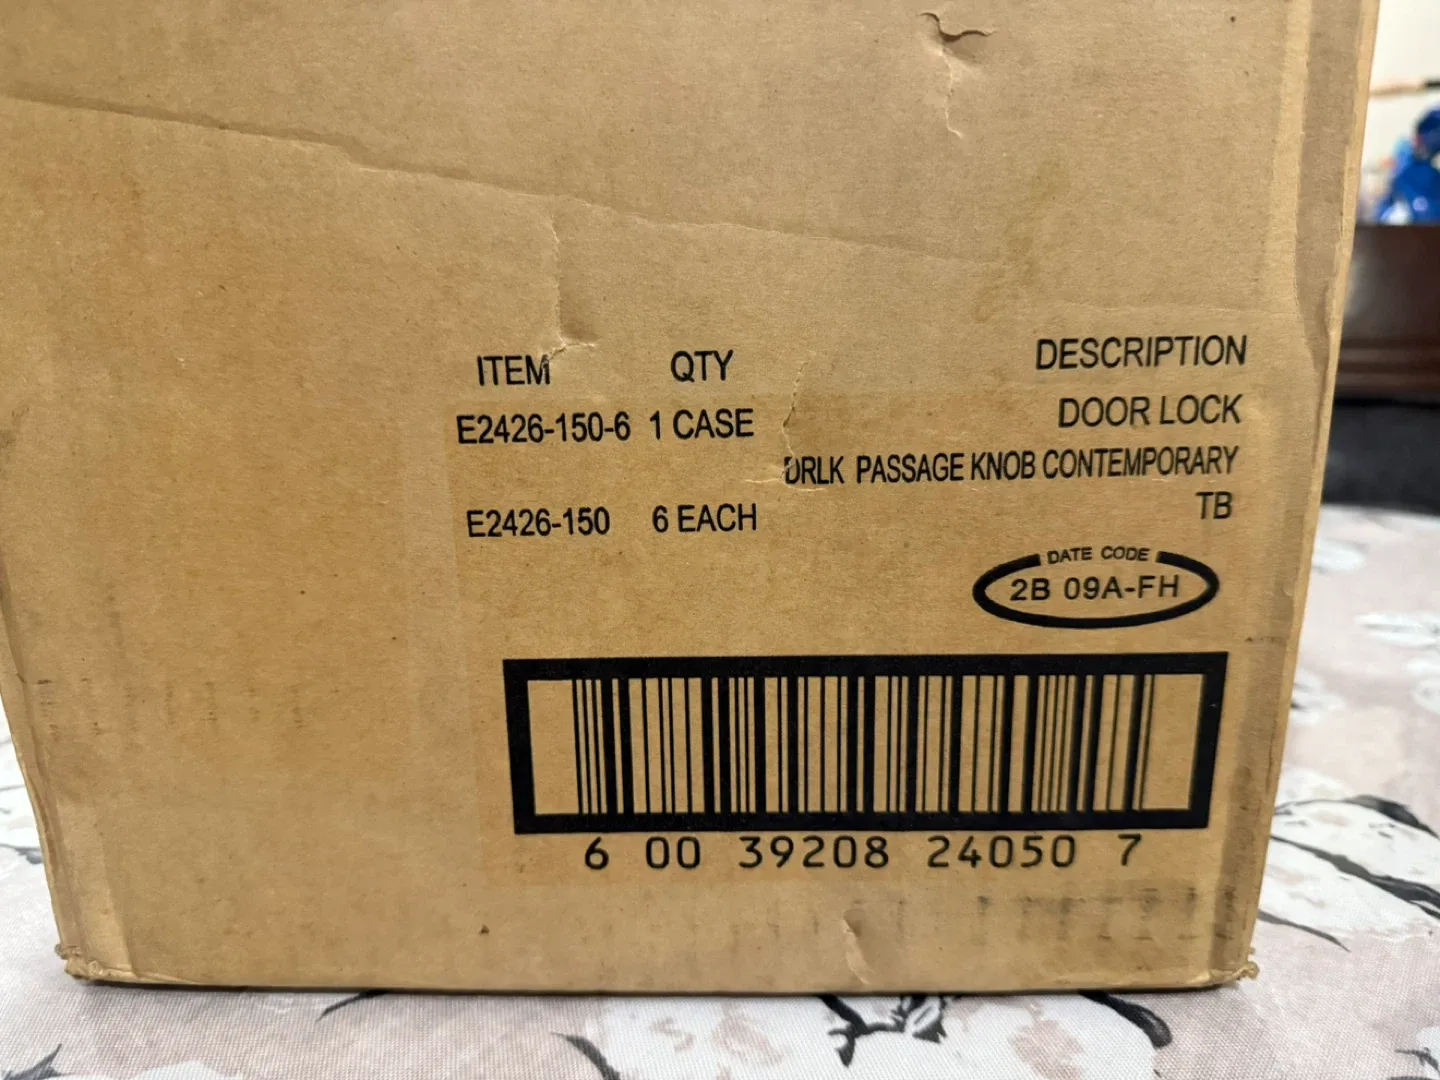 ITEM QTY DESCRIPTION
E2426-150-6 1 CASE DOOR LOCK
DRLK PASSAGE KNOB CONTEMPORARY
E2426-150 6 EACH TB
DATE CODE
2B 09A-FH
6 00 39208 24050 7